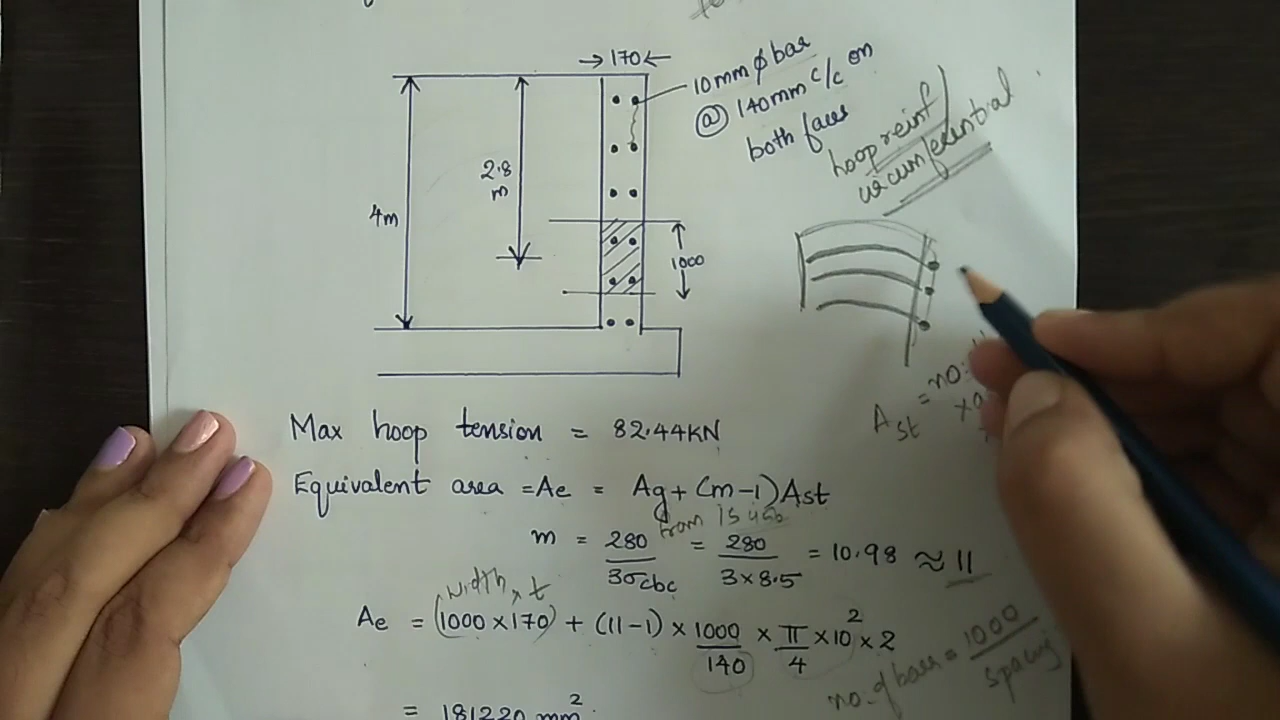 →170←
10mm ϕ bar
@ 140mm c/c on
both faces
hoop reinf/
circumferential
2.8
m
4m
1000
Ast = no:
Max hoop tension = 82.44KN
Equivalent area = Ae = Ag + (m-1)Ast
from IS 456
m = 280/3σcbc = 280/(3×8.5) = 10.98 ≈ 11
width × t
Ae = (1000×170) + (11-1) × 1000/140 × π/4 × 10² × 2
no. of bars = 1000/spacing
= 181220 mm²